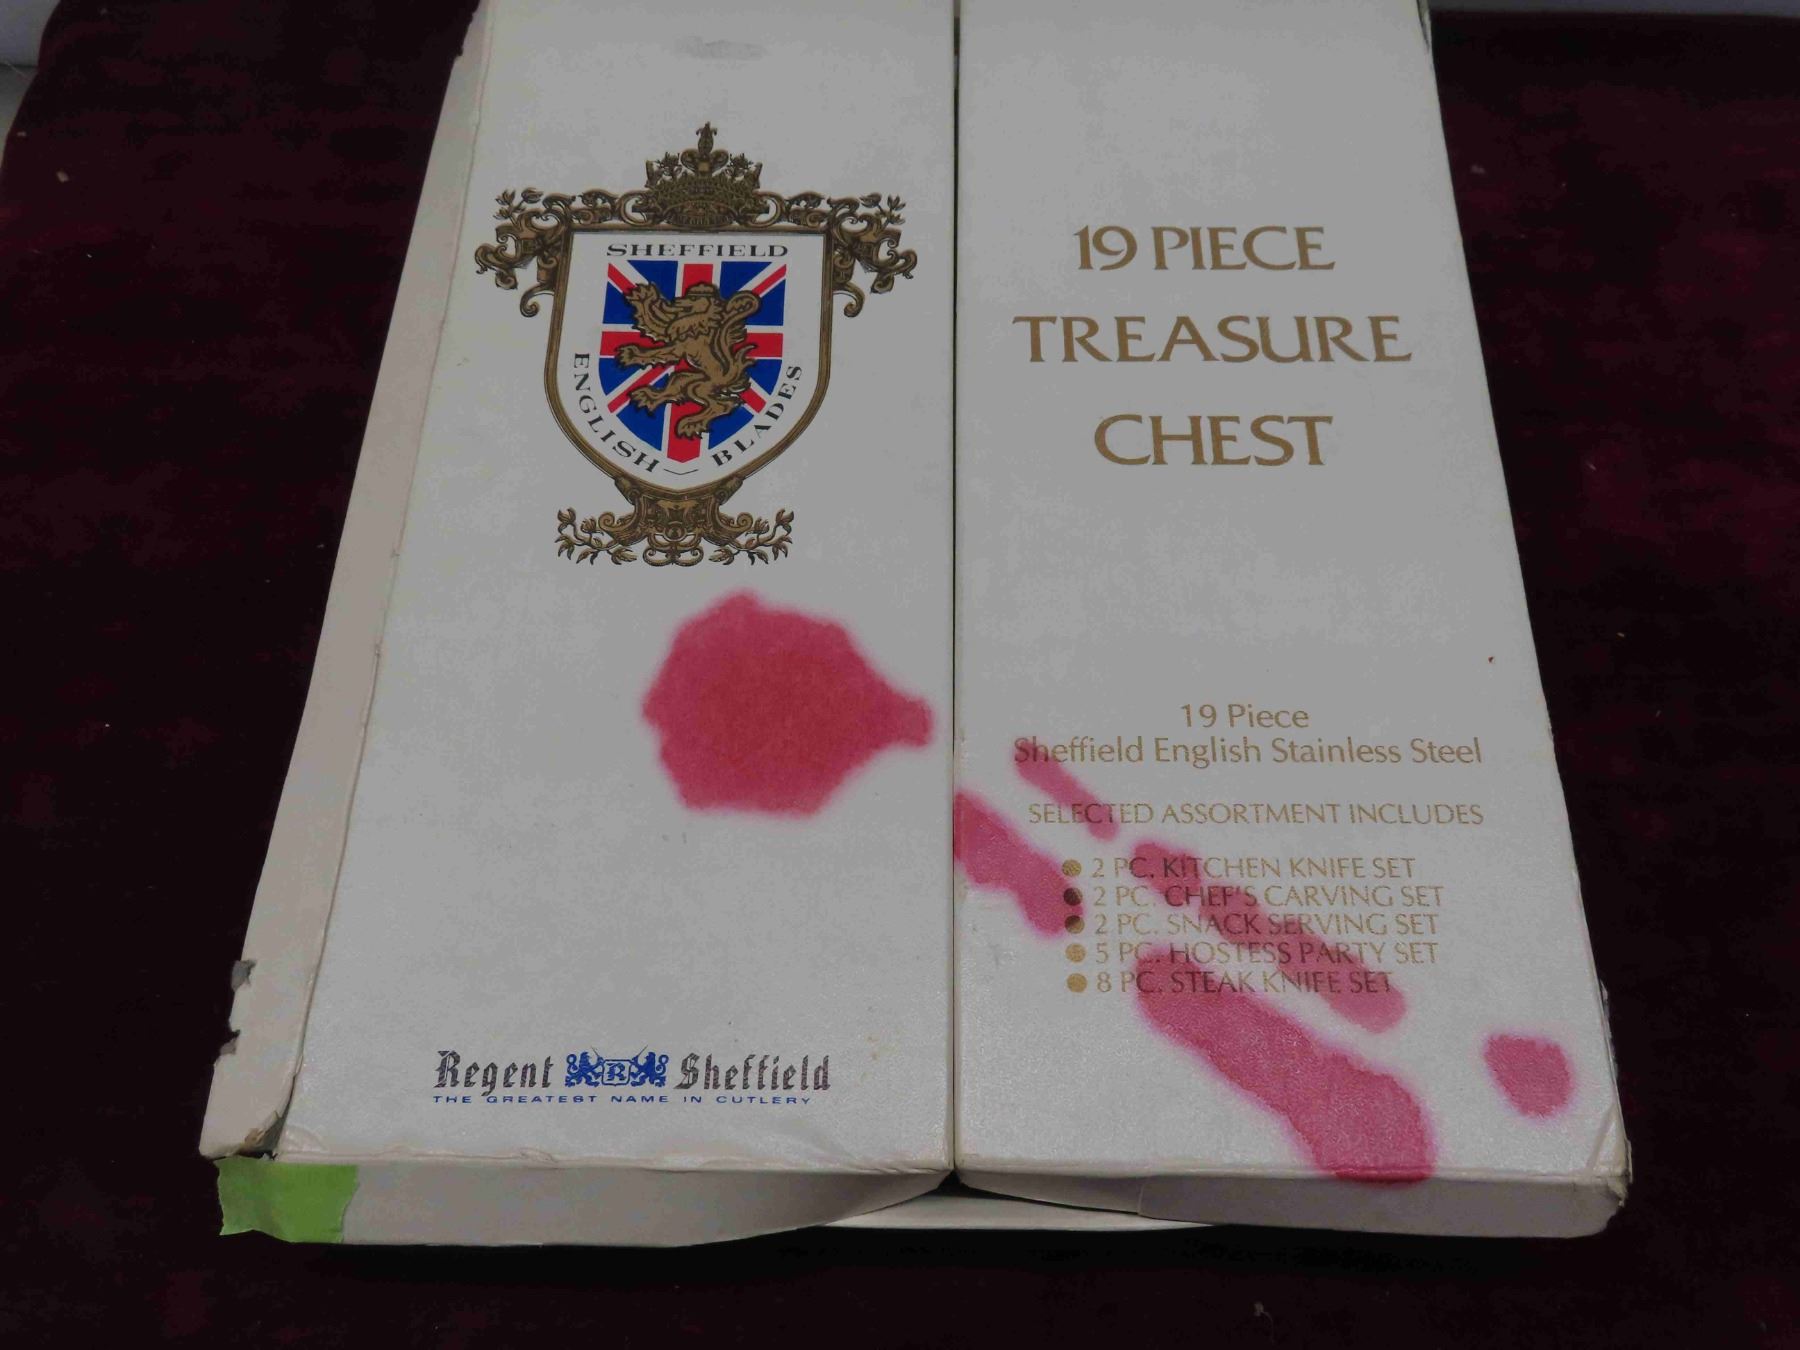 SHEFFIELD
ENGLISH BLADES
Regent R Sheffield
THE GREATEST NAME IN CUTLERY
19 PIECE
TREASURE
CHEST
19 Piece
Sheffield English Stainless Steel
SELECTED ASSORTMENT INCLUDES
● 2 PC. KITCHEN KNIFE SET
● 2 PC. CHEF'S CARVING SET
● 2 PC. SNACK SERVING SET
● 5 PC. HOSTESS PARTY SET
● 8 PC. STEAK KNIFE SET